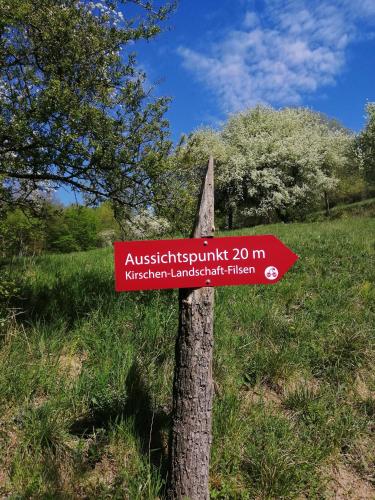 Aussichtspunkt 20 m
Kirschen-Landschaft-Filsen